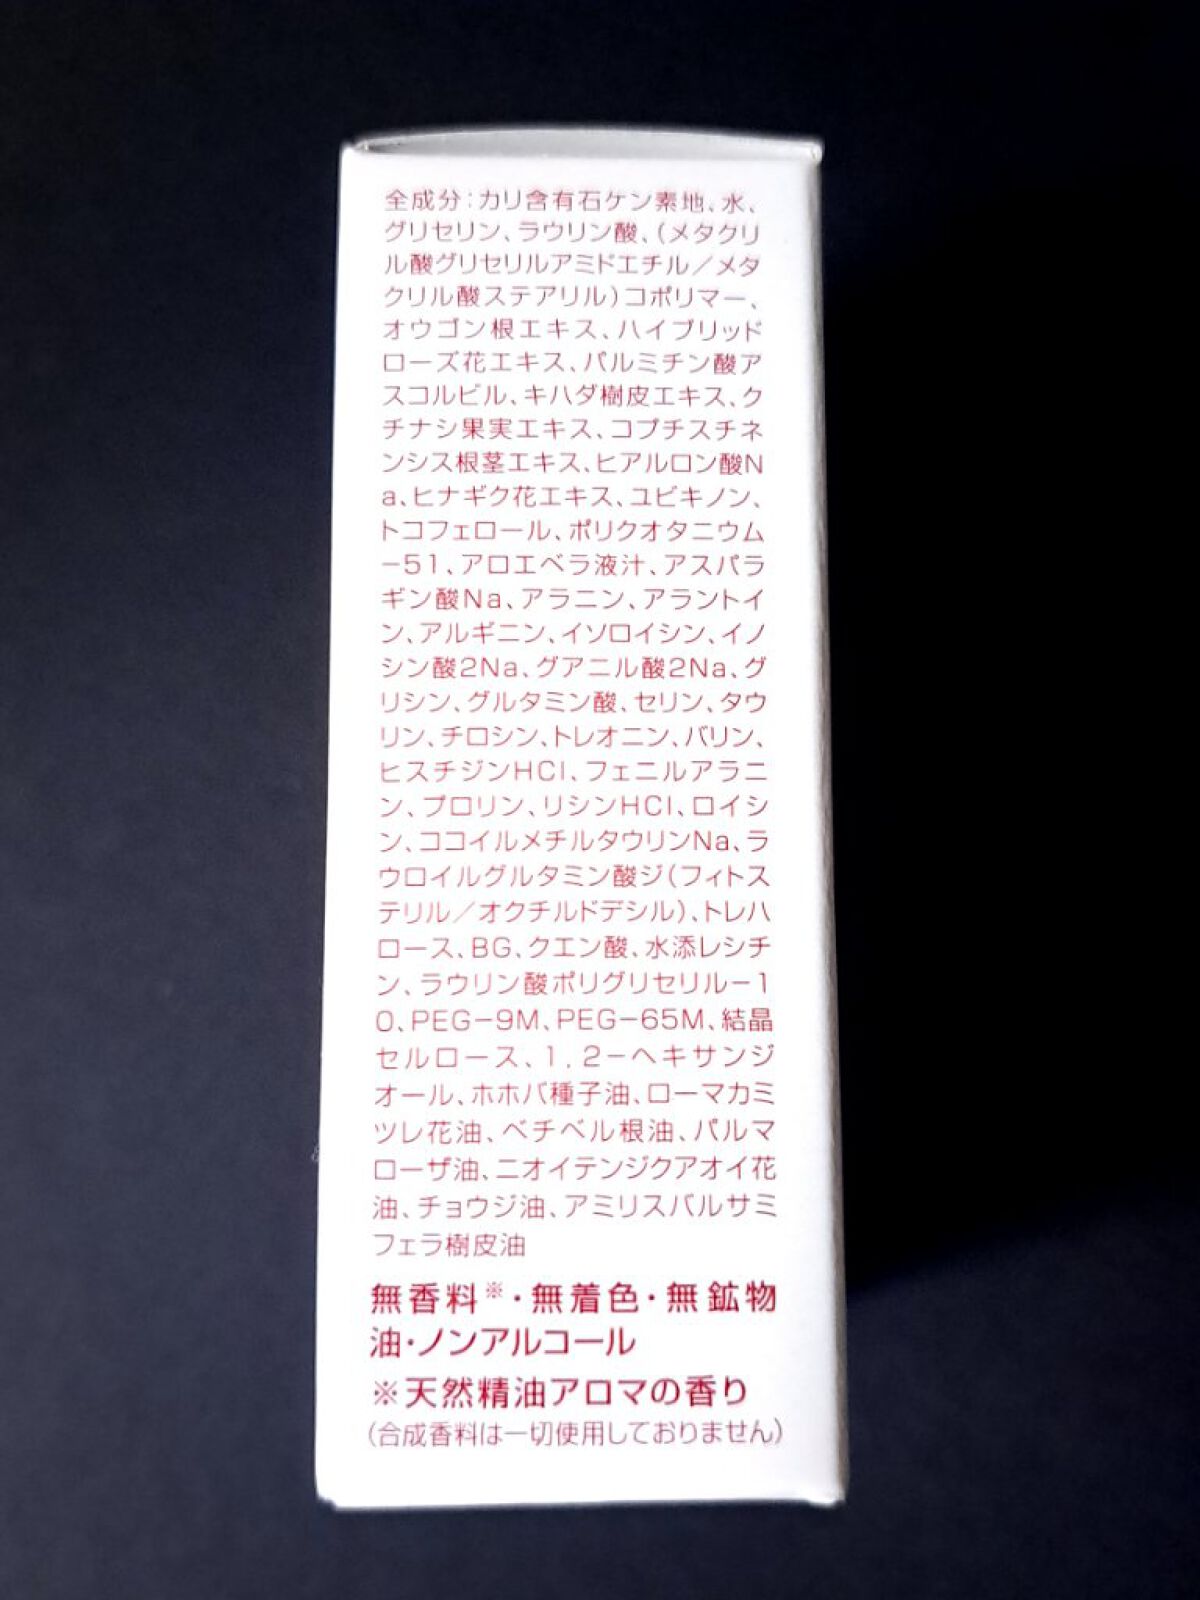 全成分：カリ含有石ケン素地、水、
グリセリン、ラウリン酸、（メタクリ
ル酸グリセリルアミドエチル／メタ
クリル酸ステアリル）コポリマー、
オウゴン根エキス、ハイブリッド
ローズ花エキス、パルミチン酸ア
スコルビル、キハダ樹皮エキス、ク
チナシ果実エキス、コプチスチネ
ンシス根茎エキス、ヒアルロン酸N
a、ヒナギク花エキス、ユビキノン、
トコフェロール、ポリクオタニウム
−51、アロエベラ液汁、アスパラ
ギン酸Na、アラニン、アラントイ
ン、アルギニン、イソロイシン、イノ
シン酸2Na、グアニル酸2Na、グ
リシン、グルタミン酸、セリン、タウ
リン、チロシン、トレオニン、バリン、
ヒスチジンHCl、フェニルアラニ
ン、プロリン、リシンHCl、ロイシ
ン、ココイルメチルタウリンNa、ラ
ウロイルグルタミン酸ジ（フィトス
テリル／オクチルドデシル）、トレハ
ロース、BG、クエン酸、水添レシチ
ン、ラウリン酸ポリグリセリル−1
0、PEG−9M、PEG−65M、結晶
セルロース、1,2−ヘキサンジ
オール、ホホバ種子油、ローマカミ
ツレ花油、ベチベル根油、パルマ
ローザ油、ニオイテンジクアオイ花
油、チョウジ油、アミリスバルサミ
フェラ樹皮油
無香料※・無着色・無鉱物
油・ノンアルコール
※天然精油アロマの香り
（合成香料は一切使用しておりません）